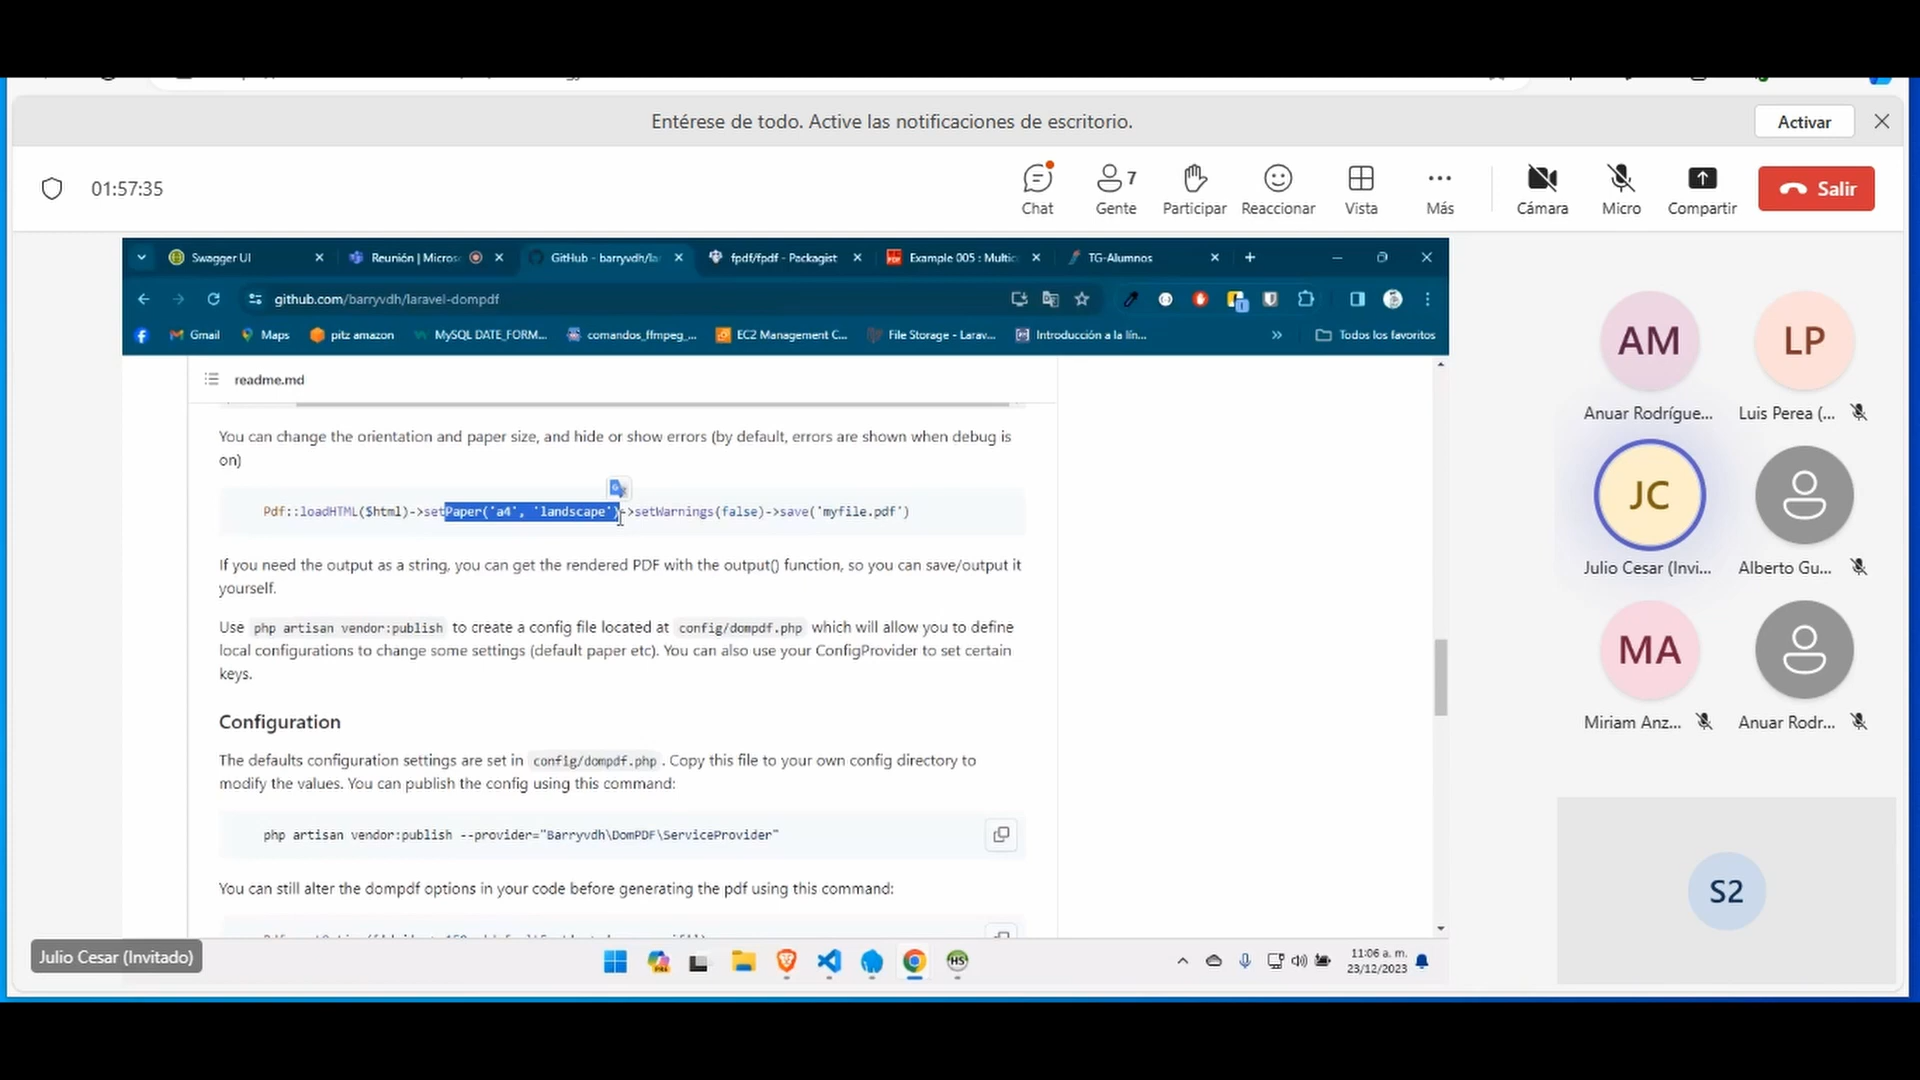 Entérese de todo. Active las notificaciones de escritorio.
Activar
01:57:35
Chat
7
Gente
Participar
Reaccionar
Vista
Más
Cámara
Micro
Compartir
Salir
Swagger UI
Reunión | Micros
GitHub - barryvdh/la
fpdf/fpdf - Packagist
Example 005 : Multic
TG-Alumnos
github.com/barryvdh/laravel-dompdf
Gmail
Maps
pitz amazon
MySQL DATE_FORM...
comandos_ffmpeg_...
EC2 Management C...
File Storage - Larav...
Introducción a la lín...
Todos los favoritos
readme.md
You can change the orientation and paper size, and hide or show errors (by default, errors are shown when debug is
on)
Pdf::loadHTML($html)->setPaper('a4', 'landscape')->setWarnings(false)->save('myfile.pdf')
If you need the output as a string, you can get the rendered PDF with the output() function, so you can save/output it
yourself.
Use php artisan vendor:publish to create a config file located at config/dompdf.php which will allow you to define
local configurations to change some settings (default paper etc). You can also use your ConfigProvider to set certain
keys.
Configuration
The defaults configuration settings are set in config/dompdf.php. Copy this file to your own config directory to
modify the values. You can publish the config using this command:
php artisan vendor:publish --provider="Barryvdh\DomPDF\ServiceProvider"
You can still alter the dompdf options in your code before generating the pdf using this command:
Julio Cesar (Invitado)
HS
11:06 a. m.
23/12/2023
AM
Anuar Rodrígue...
LP
Luis Perea (...
JC
Julio Cesar (Invi...
Alberto Gu...
MA
Miriam Anz...
Anuar Rodr...
S2